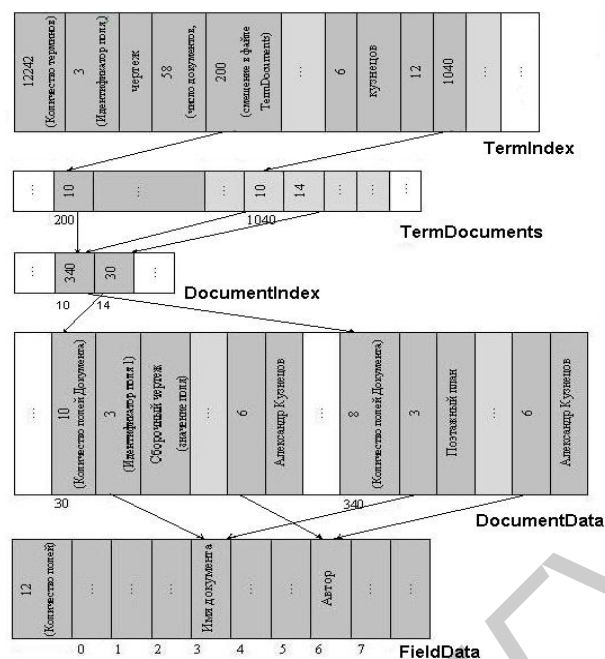 12242
(Количество терминов)
3
(Идентификатор поля,)
чертеж
58
(число документов,
200
(смещение в файле
TermDocuments)
...
6
кузнецов
12
1040
...
...
TermIndex
...
10
...
...
10
14
...
...
...
200
1040
TermDocuments
...
340
30
...
DocumentIndex
10
14
...
10
(Количество полей Документа)
3
(Идентификатор поля 1)
Сборочный чертеж
(значение поля)
...
6
Александр Кузнецов
...
8
(Количество полей Документа)
3
Поэтажный план
...
6
Александр Кузнецов
30
340
DocumentData
12
(Количество полей)
...
...
...
Имя документа
...
...
Автор
...
...
0
1
2
3
4
5
6
7
FieldData